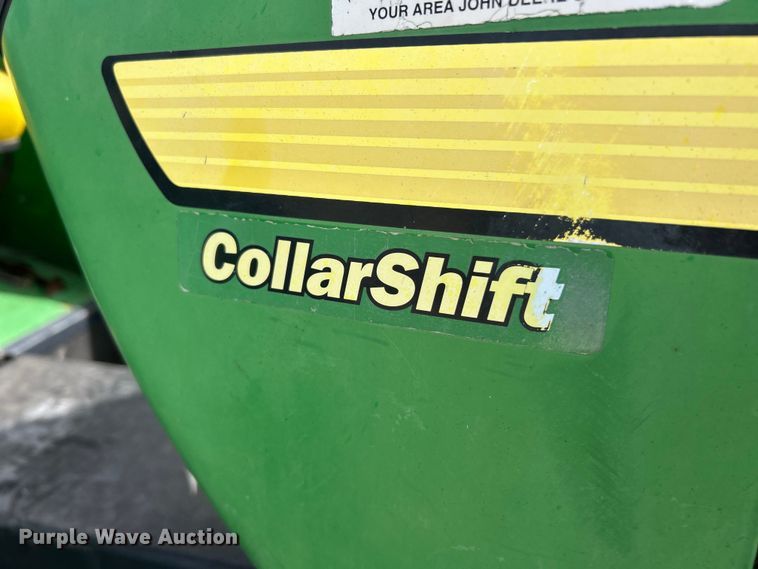 YOUR AREA JOHN DEERE
CollarShift
Purple Wave Auction